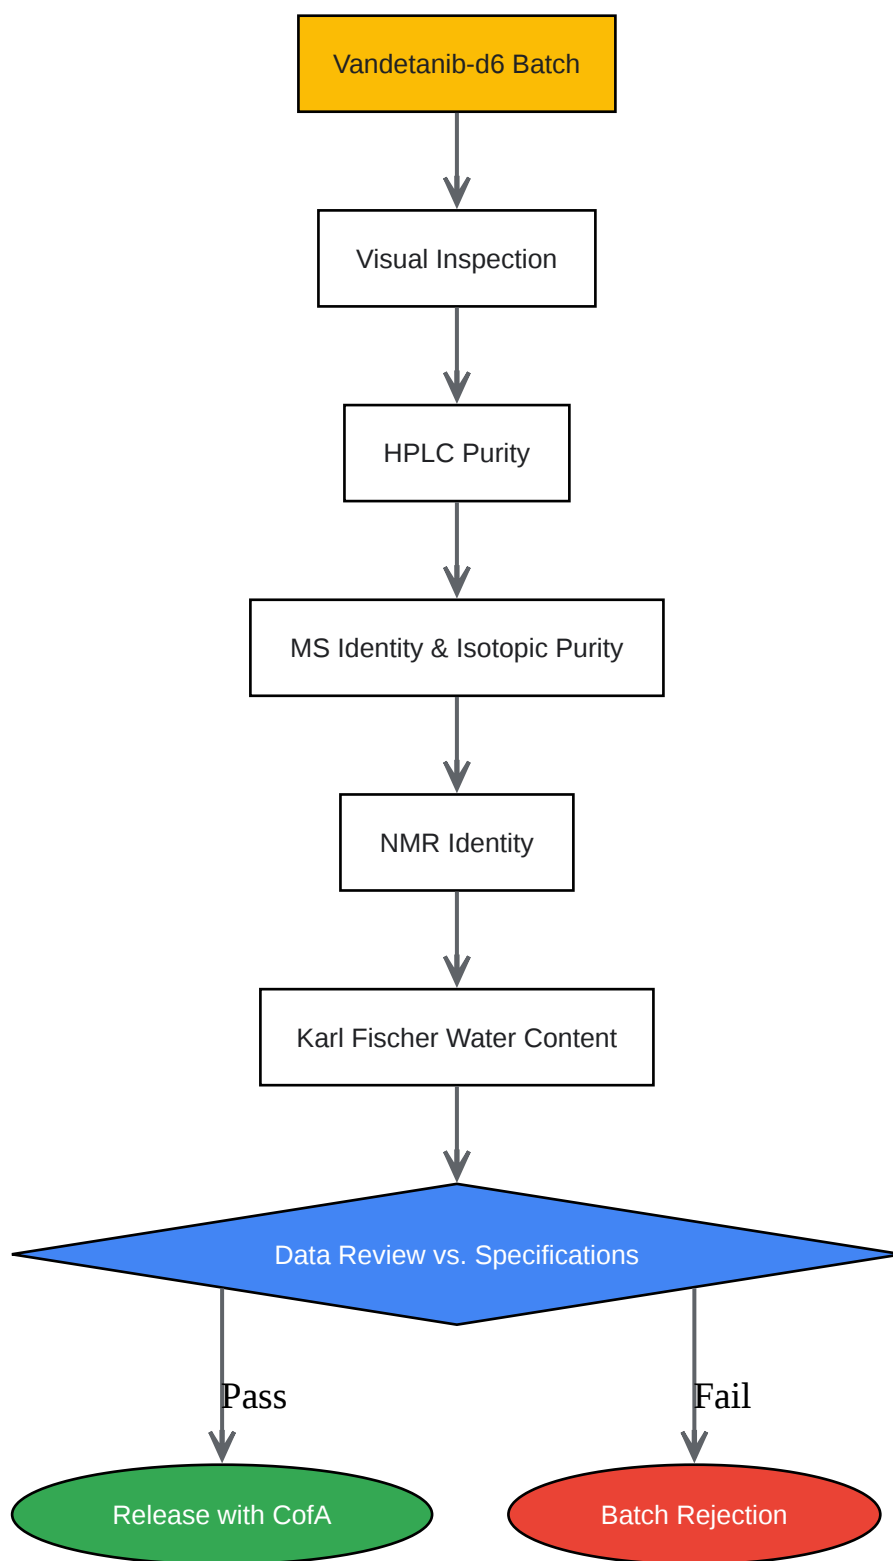 Vandetanib-d6 Batch
Visual Inspection
HPLC Purity
MS Identity & Isotopic Purity
NMR Identity
Karl Fischer Water Content
Data Review vs. Specifications
Pass
Fail
Release with CofA
Batch Rejection